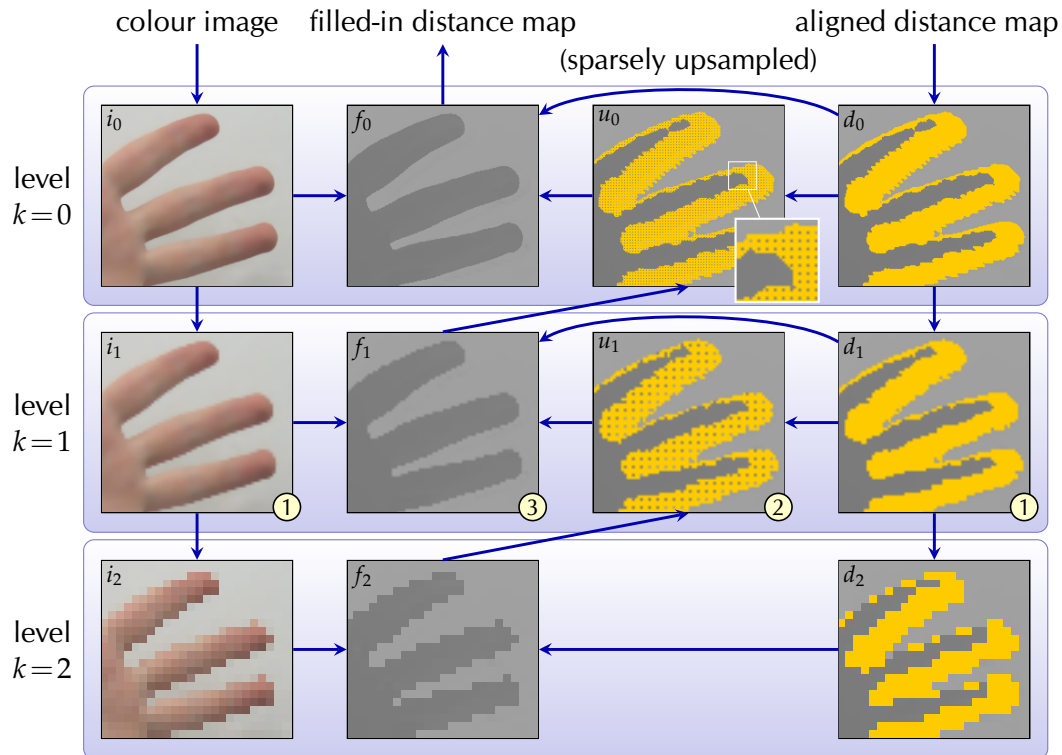 colour image
filled-in distance map
aligned distance map
(sparsely upsampled)
i0
f0
u0
d0
level
k=0
i1
f1
u1
d1
level
k=1
1
3
2
1
i2
f2
d2
level
k=2